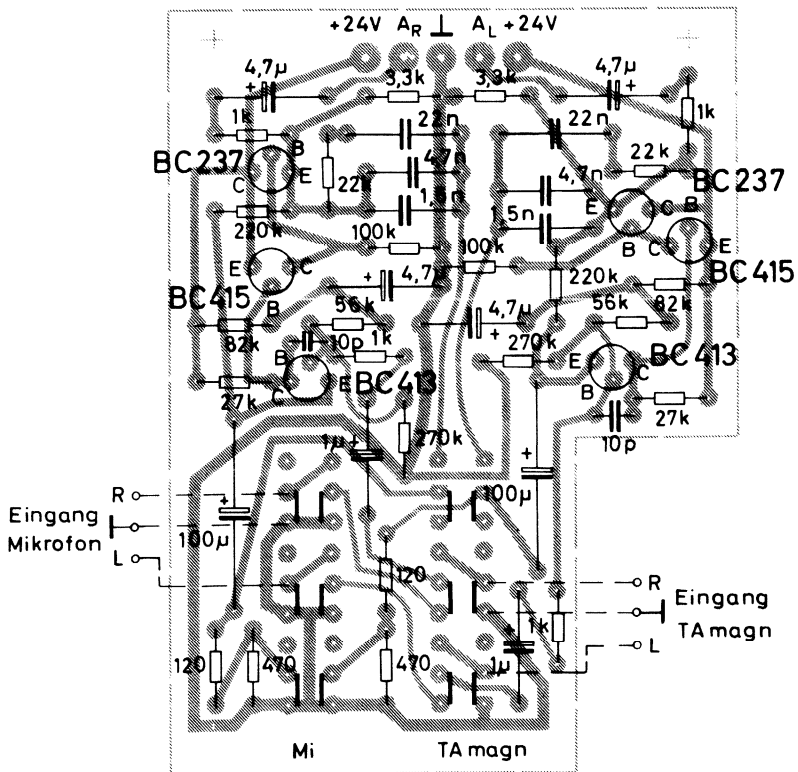 +24V A_R ⊥ A_L +24V
4,7µ + 3,3k 3,3k 4,7µ +
1k 22n 22n 1k
BC237 B C E 22k 4,7n 4,7n 22k BC237
220k 1,5n 1,5n E C B
100k 100k B C E
E C B 4,7µ + 220k BC415
BC415 56k 4,7µ + 56k 82k
82k 10p 1k 270k E
B C E BC413 B C BC413
27k 27k
1µ + 270k 10p
R + 100µ +
Eingang
Mikrofon 100µ
L 120 R
Eingang
TA magn
1k
+ L
120 470 470 1µ
Mi TA magn